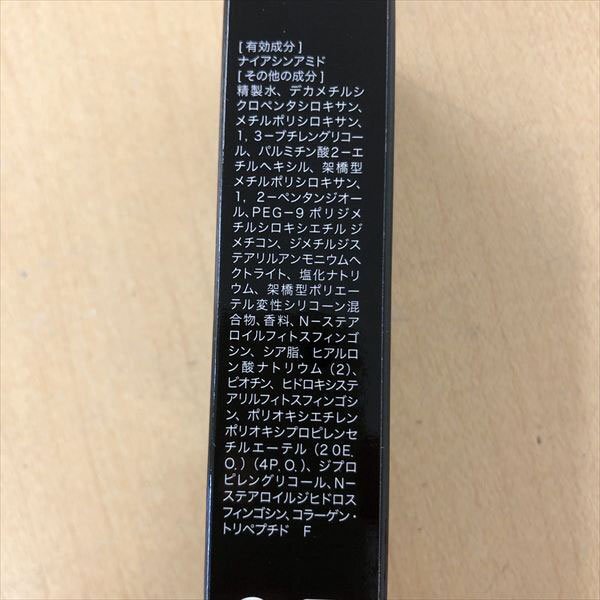 [有効成分]
ナイアシンアミド
[その他の成分]
精製水、デカメチルシ
クロペンタシロキサン、
メチルポリシロキサン、
1,3−ブチレングリコー
ル、パルミチン酸2−エ
チルヘキシル、架橋型
メチルポリシロキサン、
1,2−ペンタンジオー
ル、PEG−9ポリジメ
チルシロキシエチルジ
メチコン、ジメチルジス
テアリルアンモニウムヘ
クトライト、塩化ナトリ
ウム、架橋型ポリエー
テル変性シリコーン混
合物、香料、N−ステア
ロイルフィトスフィンゴ
シン、シア脂、ヒアルロ
ン酸ナトリウム(2)、
ビオチン、ヒドロキシステ
アリルフィトスフィンゴシ
ン、ポリオキシエチレン
ポリオキシプロピレンセ
チルエーテル(20E.
O.)(4P.O.)、ジプロ
ピレングリコール、N−
ステアロイルジヒドロス
フィンゴシン、コラーゲン・
トリペプチド F